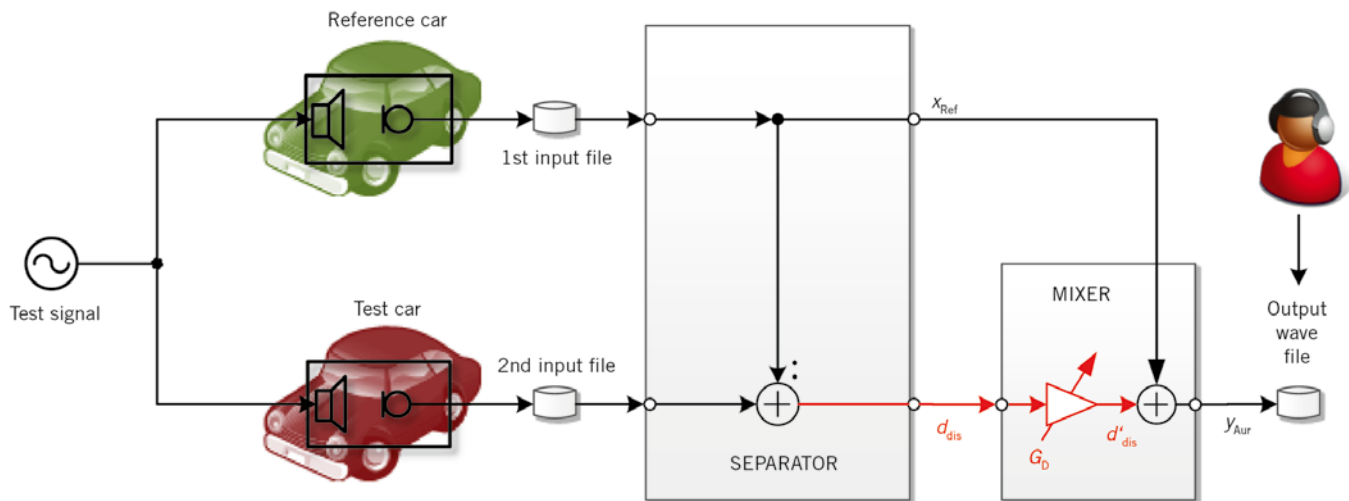 Reference car
x_Ref
1st input file
Test signal
Test car
2nd input file
MIXER
Output
wave
file
SEPARATOR
d_dis
G_D
d'_dis
y_Aur